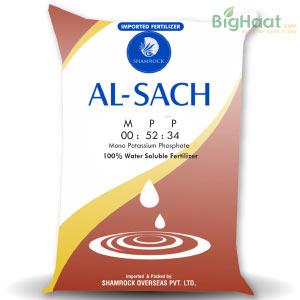 BigHaat.com
IMPORTED FERTILIZER
SHAMROCK
AL-SACH
M P P
00 : 52 : 34
Mono Potassium Phosphate
100% Water Soluble Fertilizer
Imported & Packed by:
SHAMROCK OVERSEAS PVT. LTD.